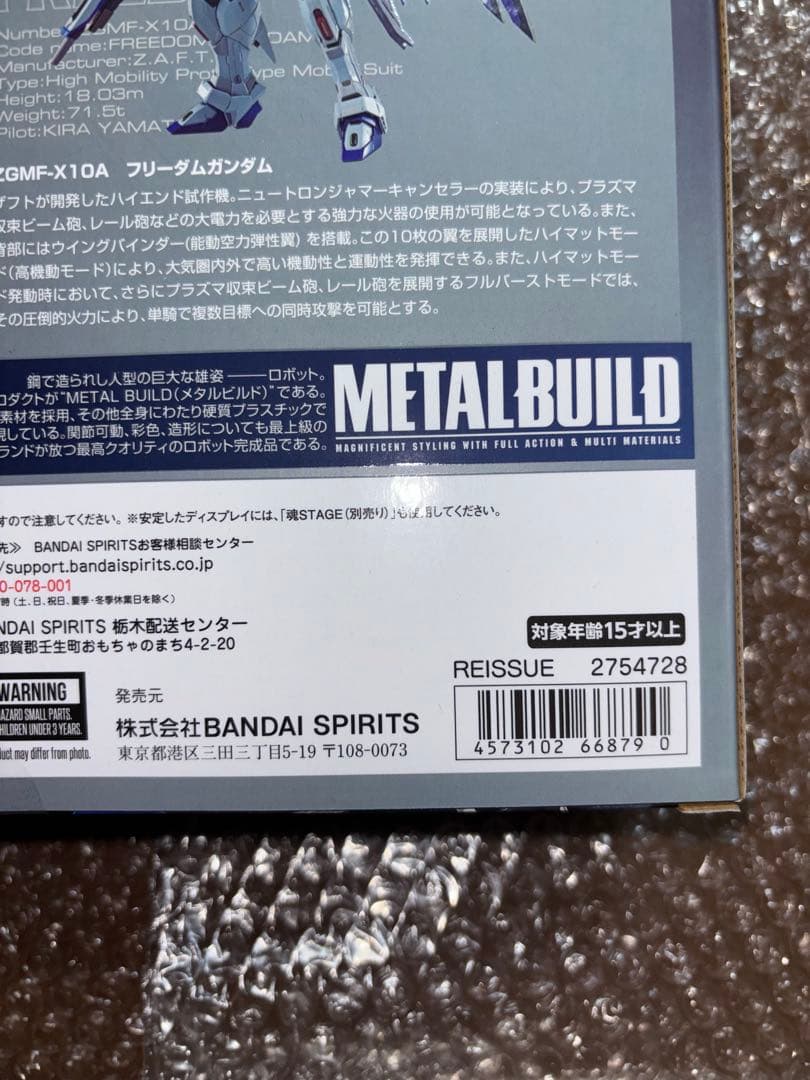 Number:ZGMF-X10A
Code name:FREEDOM GUNDAM
Manufacturer:Z.A.F.T.
Type:High Mobility Prototype Mobile Suit
Height:18.03m
Weight:71.5t
Pilot:KIRA YAMATO
ZGMF-X10A フリーダムガンダム
ザフトが開発したハイエンド試作機。ニュートロンジャマーキャンセラーの実装により、プラズマ
収束ビーム砲、レール砲などの大電力を必要とする強力な火器の使用が可能となっている。また、
背部にはウイングバインダー(能動空力弾性翼) を搭載。この10枚の翼を展開したハイマットモー
ド(高機動モード)により、大気圏内外で高い機動性と運動性を発揮できる。また、ハイマットモー
ド発動時において、さらにプラズマ収束ビーム砲、レール砲を展開するフルバーストモードでは、
その圧倒的火力により、単騎で複数目標への同時攻撃を可能とする。
鋼で造られし人型の巨大な雄姿 ――ロボット。
ロダクトが“METAL BUILD(メタルビルド)”である。
素材を採用、その他全身にわたり硬質プラスチックで
現している。関節可動、彩色、造形についても最上級の
ランドが放つ最高クオリティのロボット完成品である。
METAL BUILD
MAGNIFICENT STYLING WITH FULL ACTION & MULTI MATERIALS
すので注意してください。 ※安定したディスプレイには、「魂STAGE(別売り)」も使用してください。
先≫ BANDAI SPIRITSお客様相談センター
/support.bandaispirits.co.jp
0-078-001
時 (土、日、祝日、夏季・冬季休業日を除く)
NDAI SPIRITS 栃木配送センター
都賀郡壬生町おもちゃのまち4-2-20
対象年齢15才以上
REISSUE 2754728
WARNING
HAZARD SMALL PARTS.
CHILDREN UNDER 3 YEARS.
duct may differ from photo.
発売元
株式会社BANDAI SPIRITS
東京都港区三田三丁目5-19 〒108-0073
4573102 66879 0